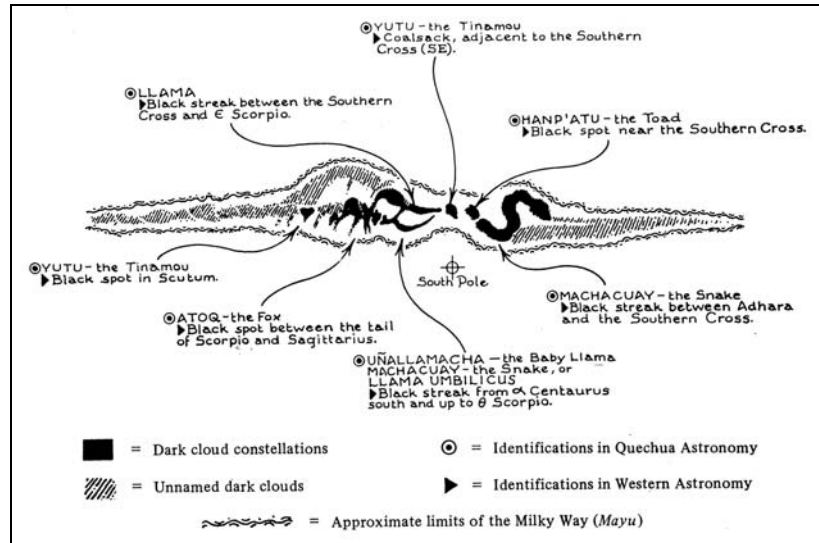 ◉YUTU-the Tinamou
▶Coalsack, adjacent to the Southern
Cross (SE).
◉LLAMA
▶Black streak between the Southern
Cross and ϵ Scorpio.
◉HANP'ATU-the Toad
▶Black spot near the Southern Cross.
◉YUTU-the Tinamou
▶Black spot in Scutum.
South Pole
◉MACHACUAY-the Snake
▶Black streak between Adhara
and the Southern Cross.
◉ATOQ-the Fox
▶Black spot between the tail
of Scorpio and Sagittarius.
◉UÑALLAMACHA-the Baby Llama
MACHACUAY-the Snake, or
LLAMA UMBILICUS
▶Black streak from α Centaurus
south and up to θ Scorpio.
= Dark cloud constellations
◉ = Identifications in Quechua Astronomy
= Unnamed dark clouds
▶ = Identifications in Western Astronomy
= Approximate limits of the Milky Way (Mayu)